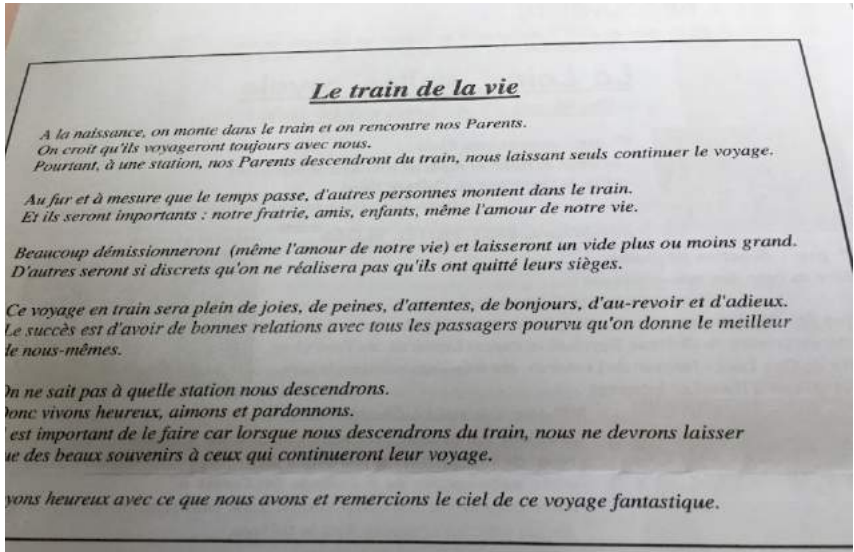 Le train de la vie
A la naissance, on monte dans le train et on rencontre nos Parents.
On croit qu'ils voyageront toujours avec nous.
Pourtant, à une station, nos Parents descendront du train, nous laissant seuls continuer le voyage.
Au fur et à mesure que le temps passe, d'autres personnes montent dans le train.
Et ils seront importants : notre fratrie, amis, enfants, même l'amour de notre vie.
Beaucoup démissionneront (même l'amour de notre vie) et laisseront un vide plus ou moins grand.
D'autres seront si discrets qu'on ne réalisera pas qu'ils ont quitté leurs sièges.
Ce voyage en train sera plein de joies, de peines, d'attentes, de bonjours, d'au-revoir et d'adieux.
Le succès est d'avoir de bonnes relations avec tous les passagers pourvu qu'on donne le meilleur
de nous-mêmes.
On ne sait pas à quelle station nous descendrons.
Donc vivons heureux, aimons et pardonnons.
est important de le faire car lorsque nous descendrons du train, nous ne devrons laisser
ue des beaux souvenirs à ceux qui continueront leur voyage.
yons heureux avec ce que nous avons et remercions le ciel de ce voyage fantastique.